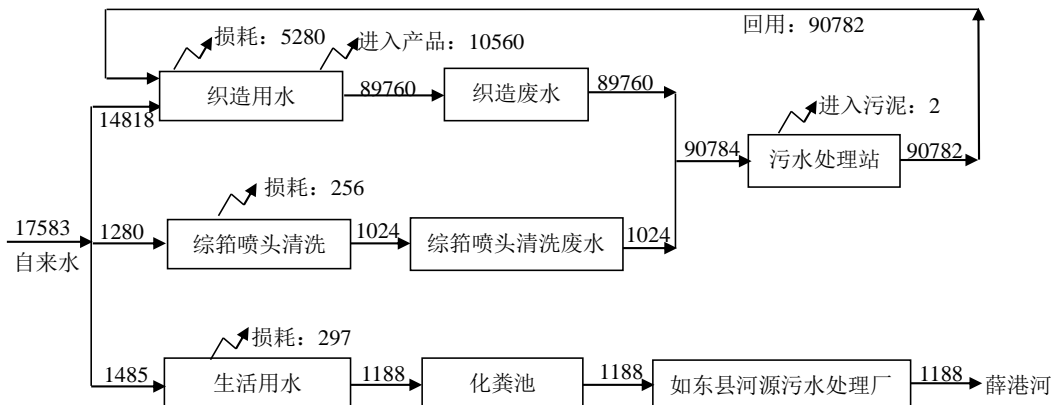 回用：90782
损耗：5280
进入产品：10560
织造用水
89760
织造废水
89760
14818
进入污泥：2
90784
污水处理站
90782
损耗：256
17583
自来水
1280
综箱喷头清洗
1024
综箱喷头清洗废水
1024
损耗：297
1485
生活用水
1188
化粪池
1188
如东县河源污水处理厂
1188
薛港河